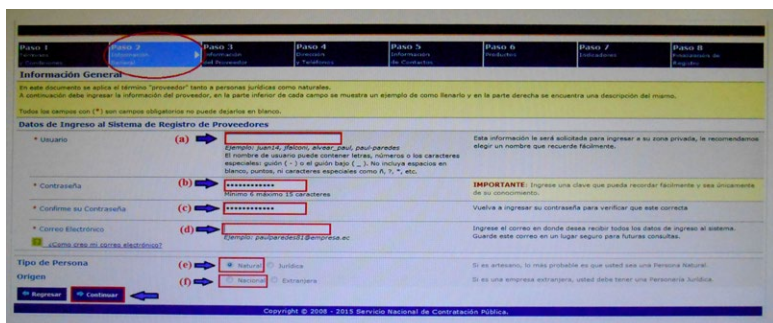 Paso 1
Términos
y Condiciones
Paso 2
Información
General
Paso 3
Información
del Proveedor
Paso 4
Dirección
y Teléfonos
Paso 5
Información
de Contactos
Paso 6
Productos
Paso 7
Indicadores
Paso 8
Finalización de
Registro
Información General
En este documento se aplica el término "proveedor" tanto a personas jurídicas como naturales.
A continuación debe ingresar la información del proveedor, en la parte inferior de cada campo se muestra un ejemplo de como llenarlo y en la parte derecha se encuentra una descripción del mismo.
Todos los campos con (*) son campos obligatorios no puede dejarlos en blanco.
Datos de Ingreso al Sistema de Registro de Proveedores
* Usuario
(a)
Ejemplo: juan14, jfalconi, alvear_paul, paul-paredes
El nombre de usuario puede contener letras, números o los caracteres
especiales: guión ( - ) o el guión bajo ( _ ). No incluya espacios en
blanco, puntos, ni caracteres especiales como ñ, ?, *, etc.
Esta información le será solicitada para ingresar a su zona privada, le recomendamos
elegir un nombre que recuerde fácilmente.
* Contraseña
(b)
••••••••••••
Mínimo 6 máximo 15 caracteres
IMPORTANTE: Ingrese una clave que pueda recordar fácilmente y sea únicamente
de su conocimiento.
* Confirme su Contraseña
(c)
••••••••••••
Vuelva a ingresar su contraseña para verificar que este correcta
* Correo Electrónico
(d)
Ejemplo: paulparedes81@empresa.ec
¿Como creo mi correo electrónico?
Ingrese el correo en donde desea recibir todos los datos de ingreso al sistema.
Guarde este correo en un lugar seguro para futuras consultas.
Tipo de Persona
(e)
Natural
Jurídica
Si es artesano, lo más probable es que usted sea una Persona Natural.
Origen
(f)
Nacional
Extranjera
Si es una empresa extranjera, usted debe tener una Personería Jurídica.
Regresar
Continuar
Copyright © 2008 - 2015 Servicio Nacional de Contratación Pública.